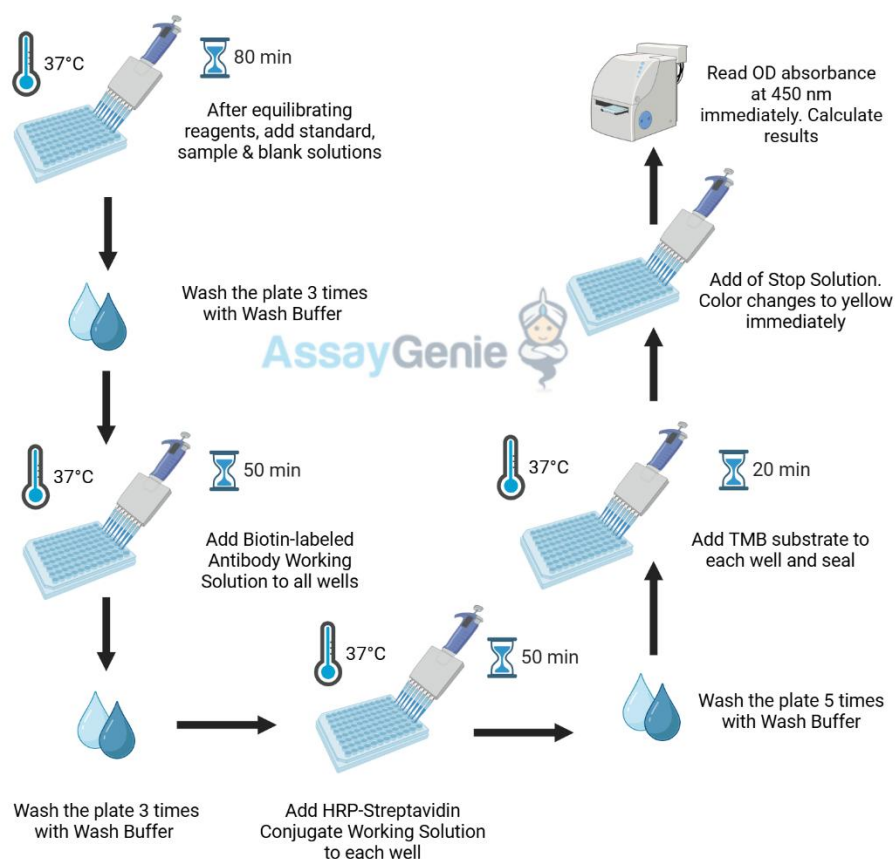 37°C
80 min
After equilibrating
reagents, add standard,
sample & blank solutions
Wash the plate 3 times
with Wash Buffer
37°C
50 min
Add Biotin-labeled
Antibody Working
Solution to all wells
Wash the plate 3 times
with Wash Buffer
37°C
50 min
Add HRP-Streptavidin
Conjugate Working Solution
to each well
Wash the plate 5 times
with Wash Buffer
37°C
20 min
Add TMB substrate to
each well and seal
Add of Stop Solution.
Color changes to yellow
immediately
Read OD absorbance
at 450 nm
immediately. Calculate
results
AssayGenie